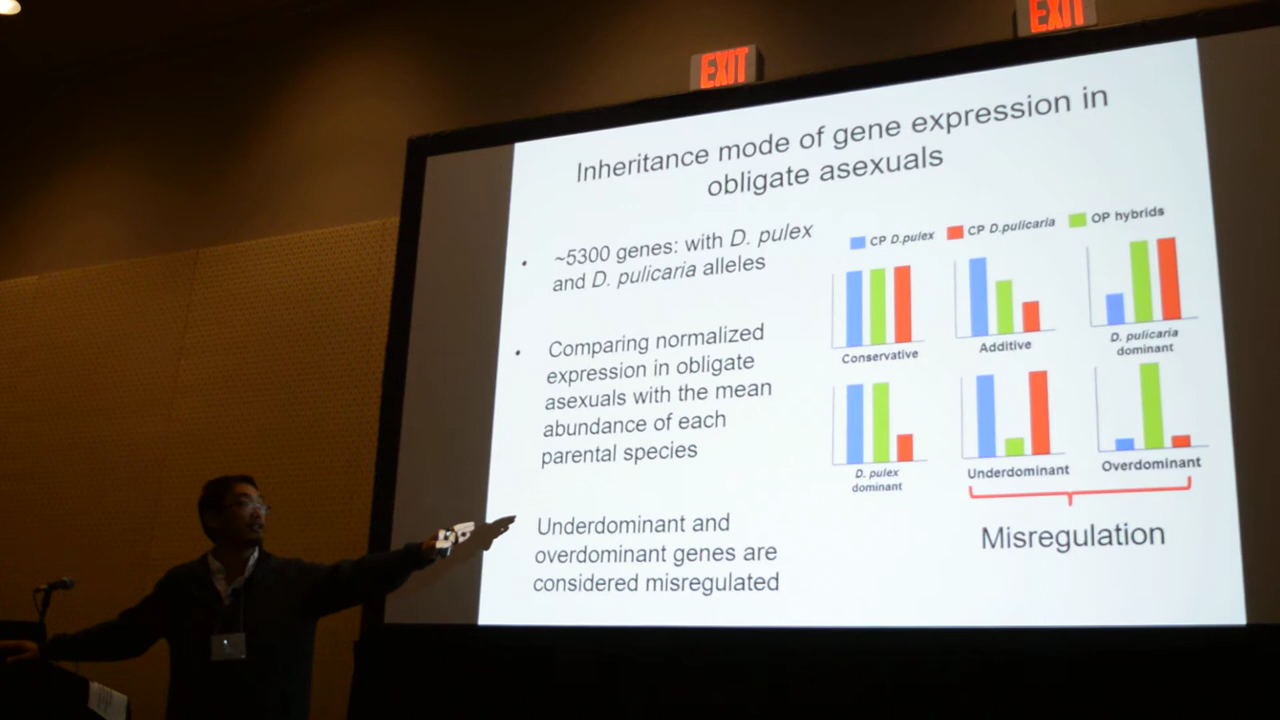 EXIT
EXIT
Inheritance mode of gene expression in
obligate asexuals
• ~5300 genes: with D. pulex
and D. pulicaria alleles
• Comparing normalized
expression in obligate
asexuals with the mean
abundance of each
parental species
Underdominant and
overdominant genes are
considered misregulated
CP D.pulex CP D.pulicaria OP hybrids
Conservative
Additive
D. pulicaria
dominant
D. pulex
dominant
Underdominant
Overdominant
Misregulation